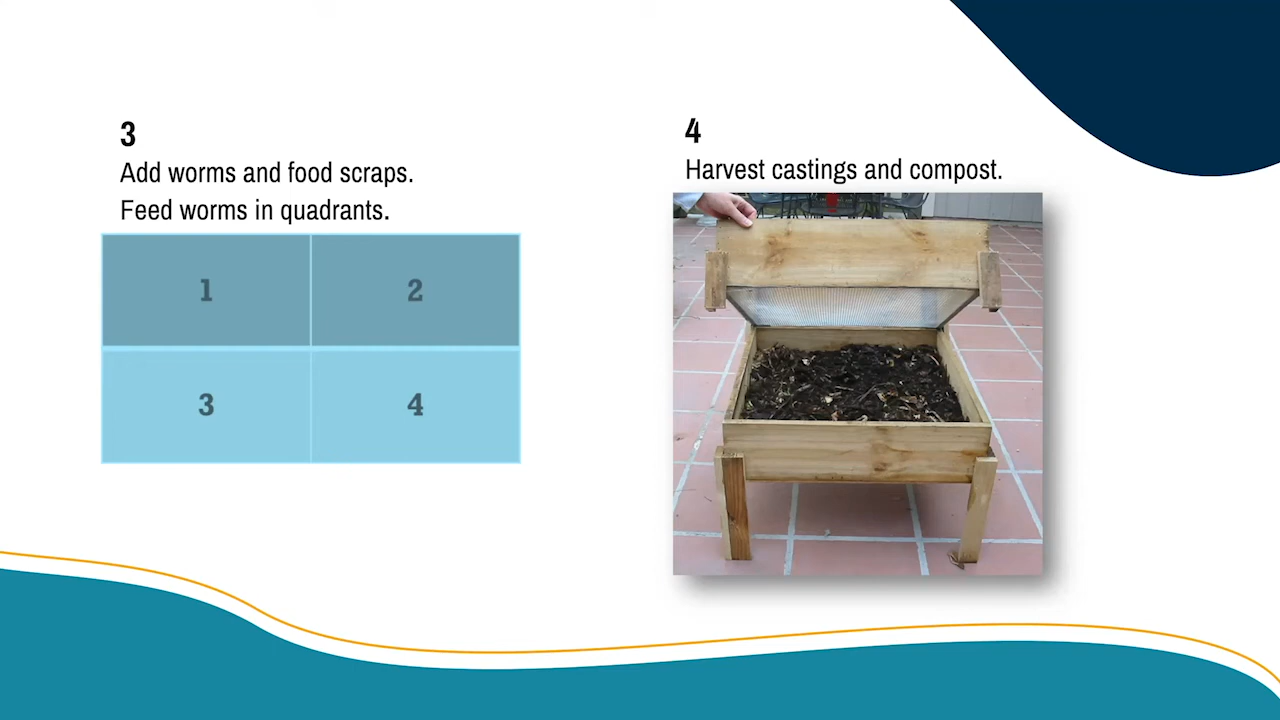 3
Add worms and food scraps.
Feed worms in quadrants.
1
2
3
4
4
Harvest castings and compost.